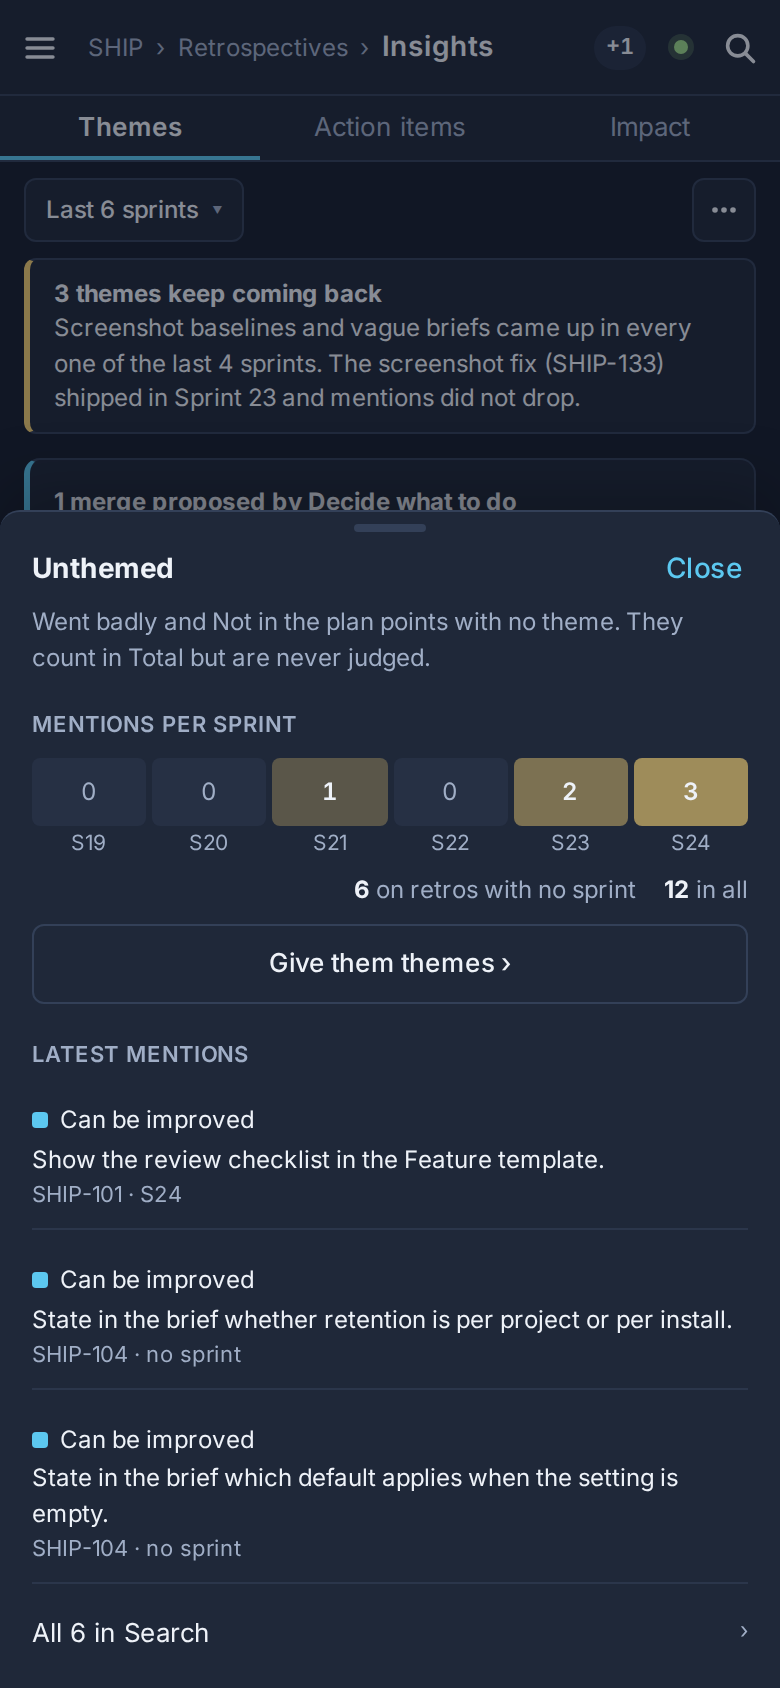 SHIP › Retrospectives › Insights +1
Themes Action items Impact
Last 6 sprints ▾ •••
3 themes keep coming back
Screenshot baselines and vague briefs came up in every
one of the last 4 sprints. The screenshot fix (SHIP-133)
shipped in Sprint 23 and mentions did not drop.
1 merge proposed by Decide what to do
Unthemed Close
Went badly and Not in the plan points with no theme. They
count in Total but are never judged.
MENTIONS PER SPRINT
0 0 1 0 2 3
S19 S20 S21 S22 S23 S24
6 on retros with no sprint 12 in all
Give them themes ›
LATEST MENTIONS
Can be improved
Show the review checklist in the Feature template.
SHIP-101 · S24
Can be improved
State in the brief whether retention is per project or per install.
SHIP-104 · no sprint
Can be improved
State in the brief which default applies when the setting is
empty.
SHIP-104 · no sprint
All 6 in Search ›